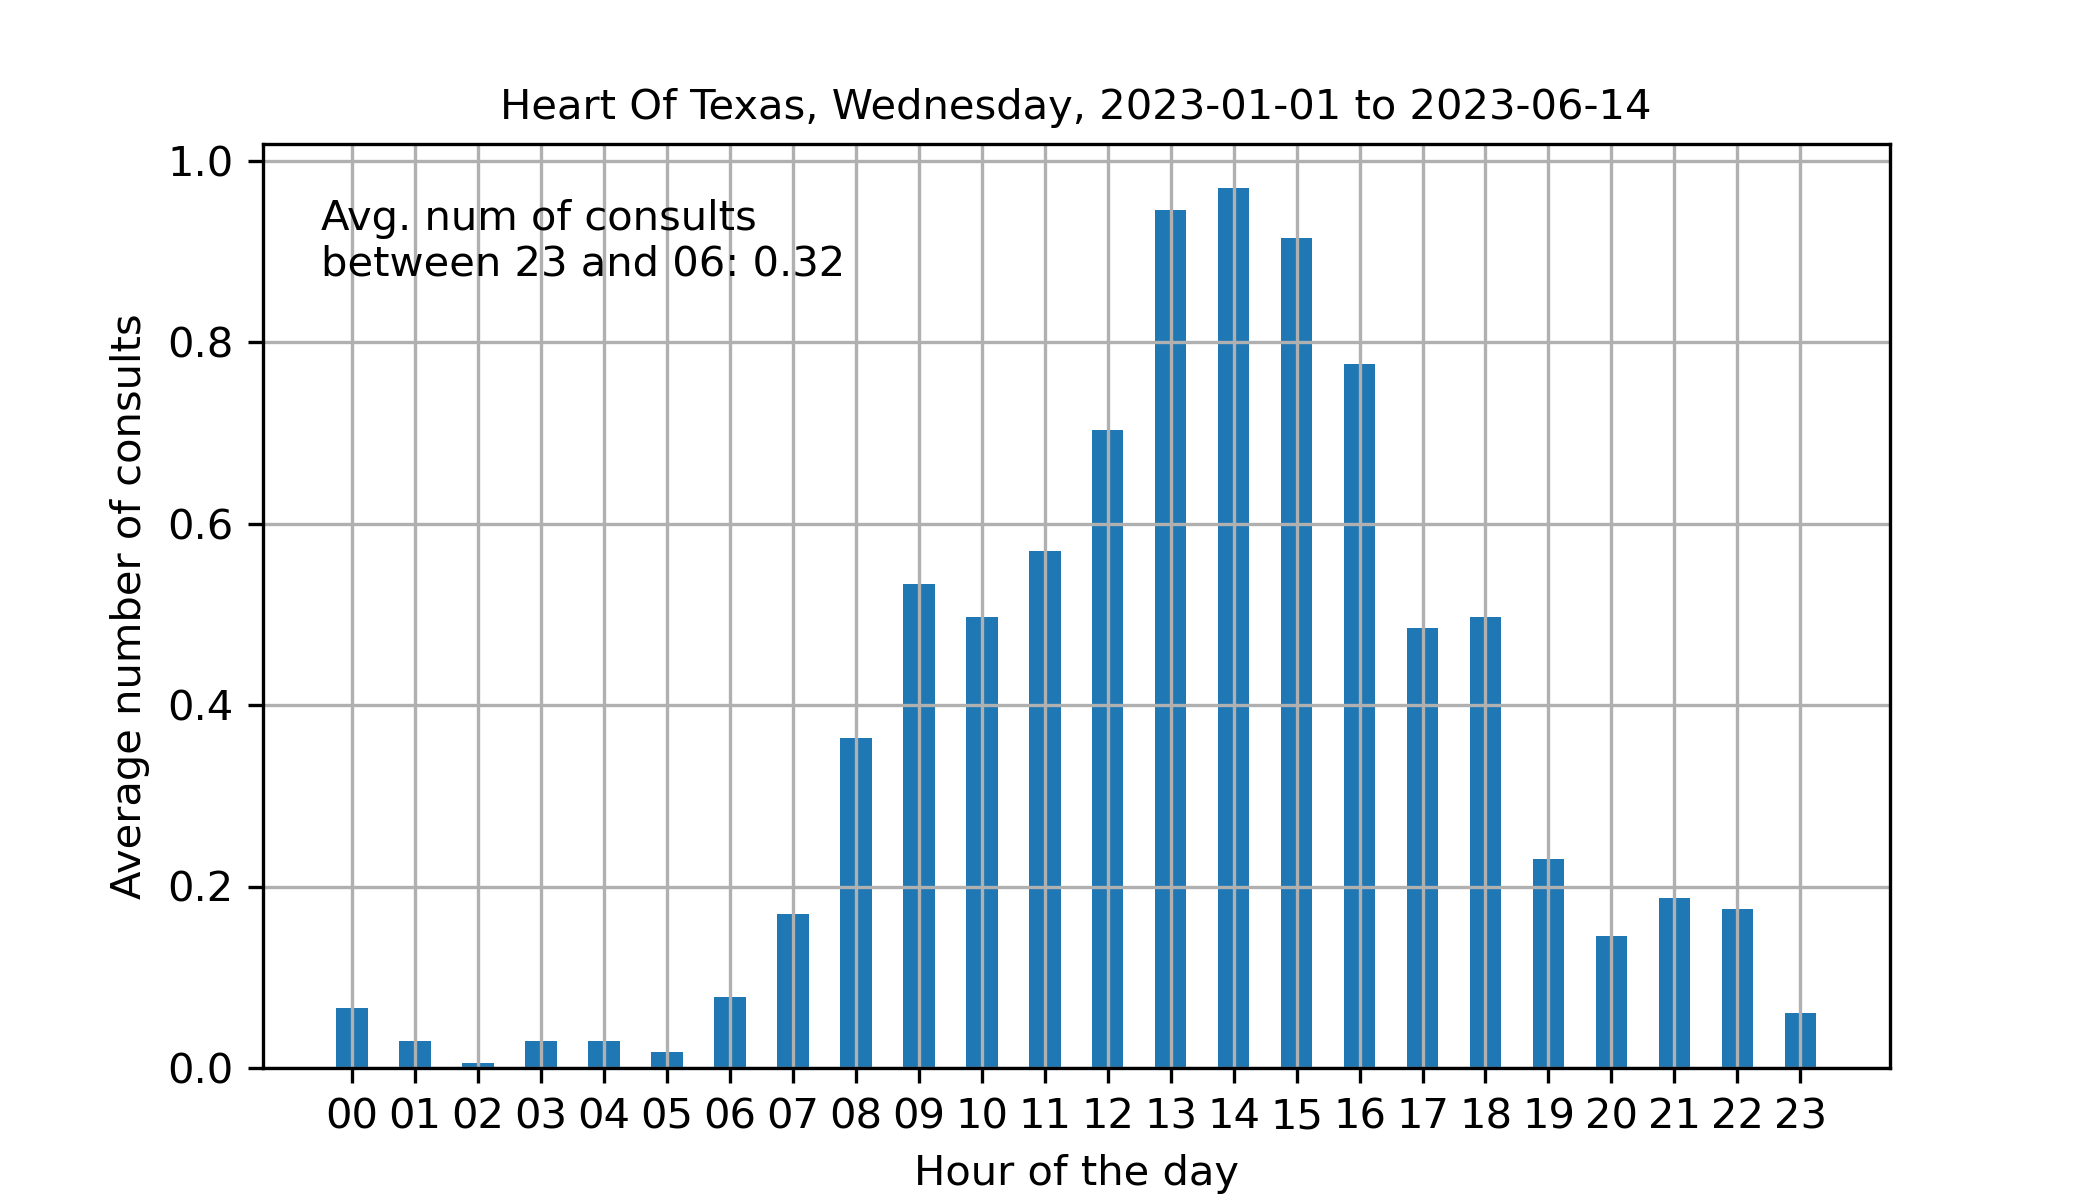 Heart Of Texas, Wednesday, 2023-01-01 to 2023-06-14
1.0
0.8
0.6
0.4
0.2
0.0
Average number of consults
Avg. num of consults
between 23 and 06: 0.32
00 01 02 03 04 05 06 07 08 09 10 11 12 13 14 15 16 17 18 19 20 21 22 23
Hour of the day